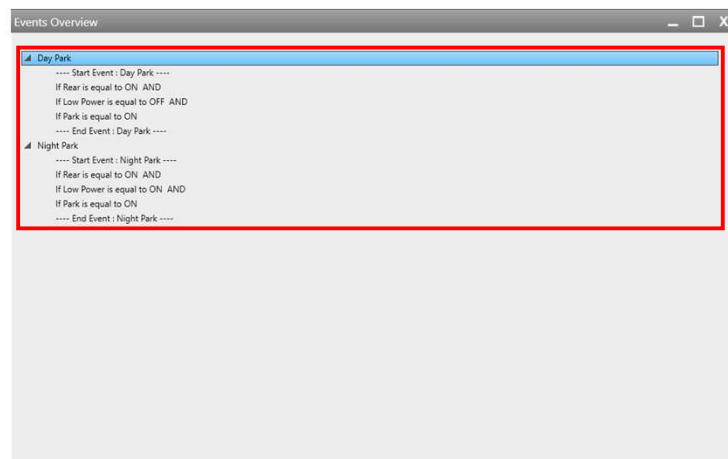 Events Overview
Day Park
---- Start Event : Day Park ----
If Rear is equal to ON  AND
If Low Power is equal to OFF  AND
If Park is equal to ON
---- End Event : Day Park ----
Night Park
---- Start Event : Night Park ----
If Rear is equal to ON  AND
If Low Power is equal to ON  AND
If Park is equal to ON
---- End Event : Night Park ----